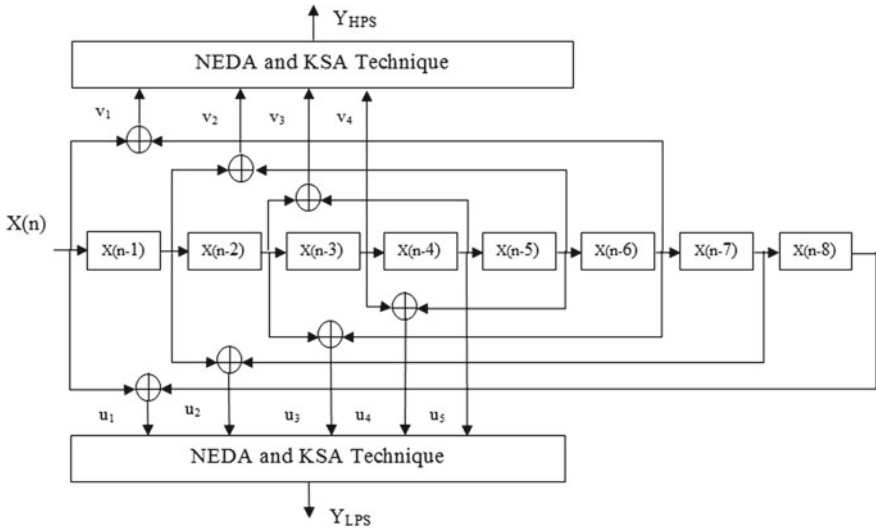 Y_HPS
NEDA and KSA Technique
v₁ v₂ v₃ v₄
X(n)
X(n-1) X(n-2) X(n-3) X(n-4) X(n-5) X(n-6) X(n-7) X(n-8)
u₁ u₂ u₃ u₄ u₅
NEDA and KSA Technique
Y_LPS